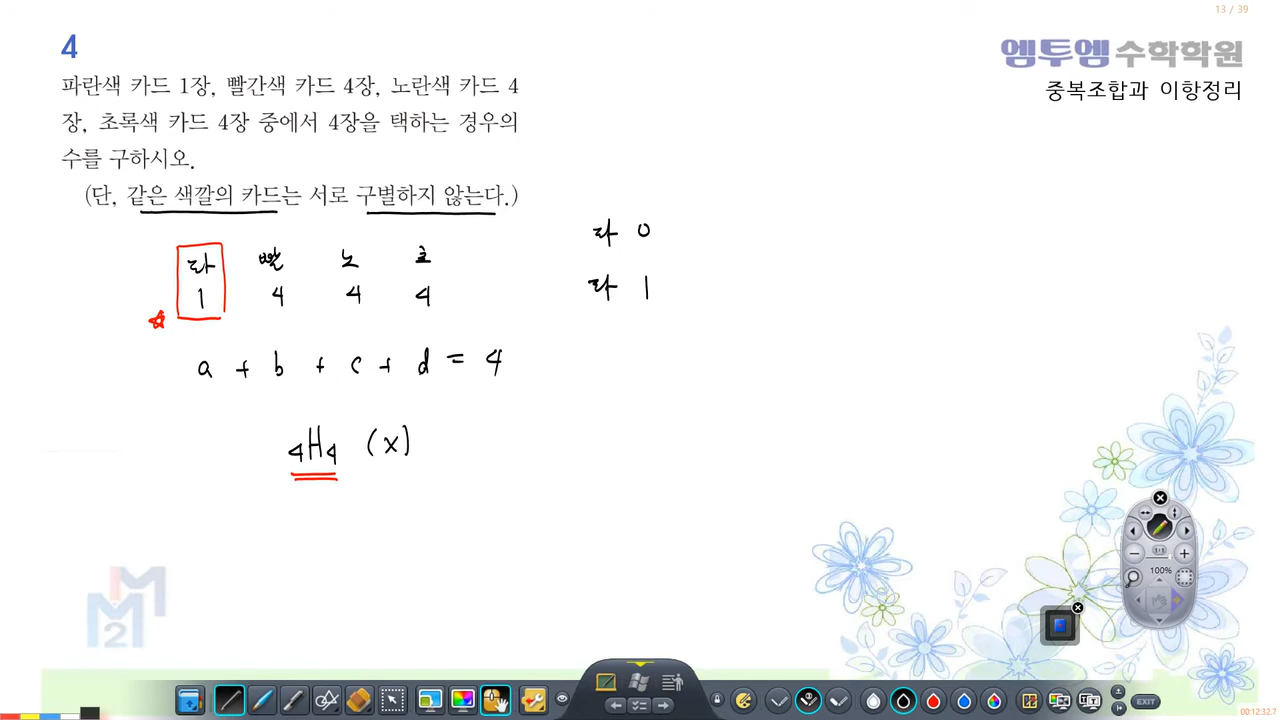 13 / 39
엠투엠수학학원
중복조합과 이항정리
4
파란색 카드 1장, 빨간색 카드 4장, 노란색 카드 4
장, 초록색 카드 4장 중에서 4장을 택하는 경우의
수를 구하시오.
(단, 같은 색깔의 카드는 서로 구별하지 않는다.)
파 빨 노 초
1 4 4 4
a + b + c + d = 4
4H4 (X)
파 0
파 1
M2M
1:1
100%
EXIT
00:12:32.7